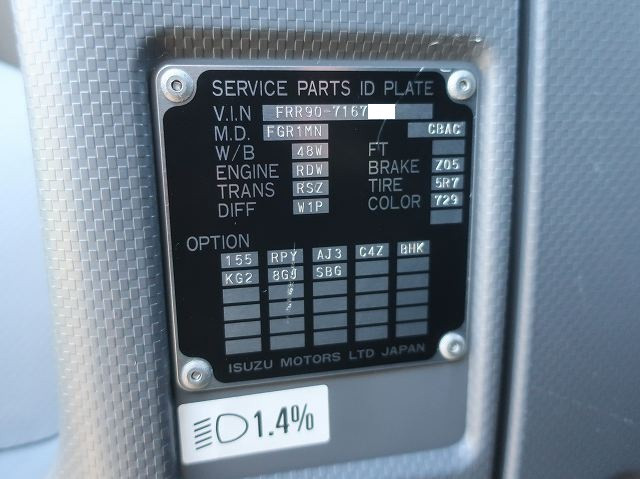 SERVICE PARTS ID PLATE
V.I.N FRR90-7167
M.D. FGR1MN CBAC
W/B 48W FT
ENGINE RDW BRAKE Z05
TRANS RSZ TIRE 5R7
DIFF W1P COLOR 729
OPTION
155 RPY AJ3 C4Z BHK
KG2 8G9 SBG
ISUZU MOTORS LTD JAPAN
1.4%